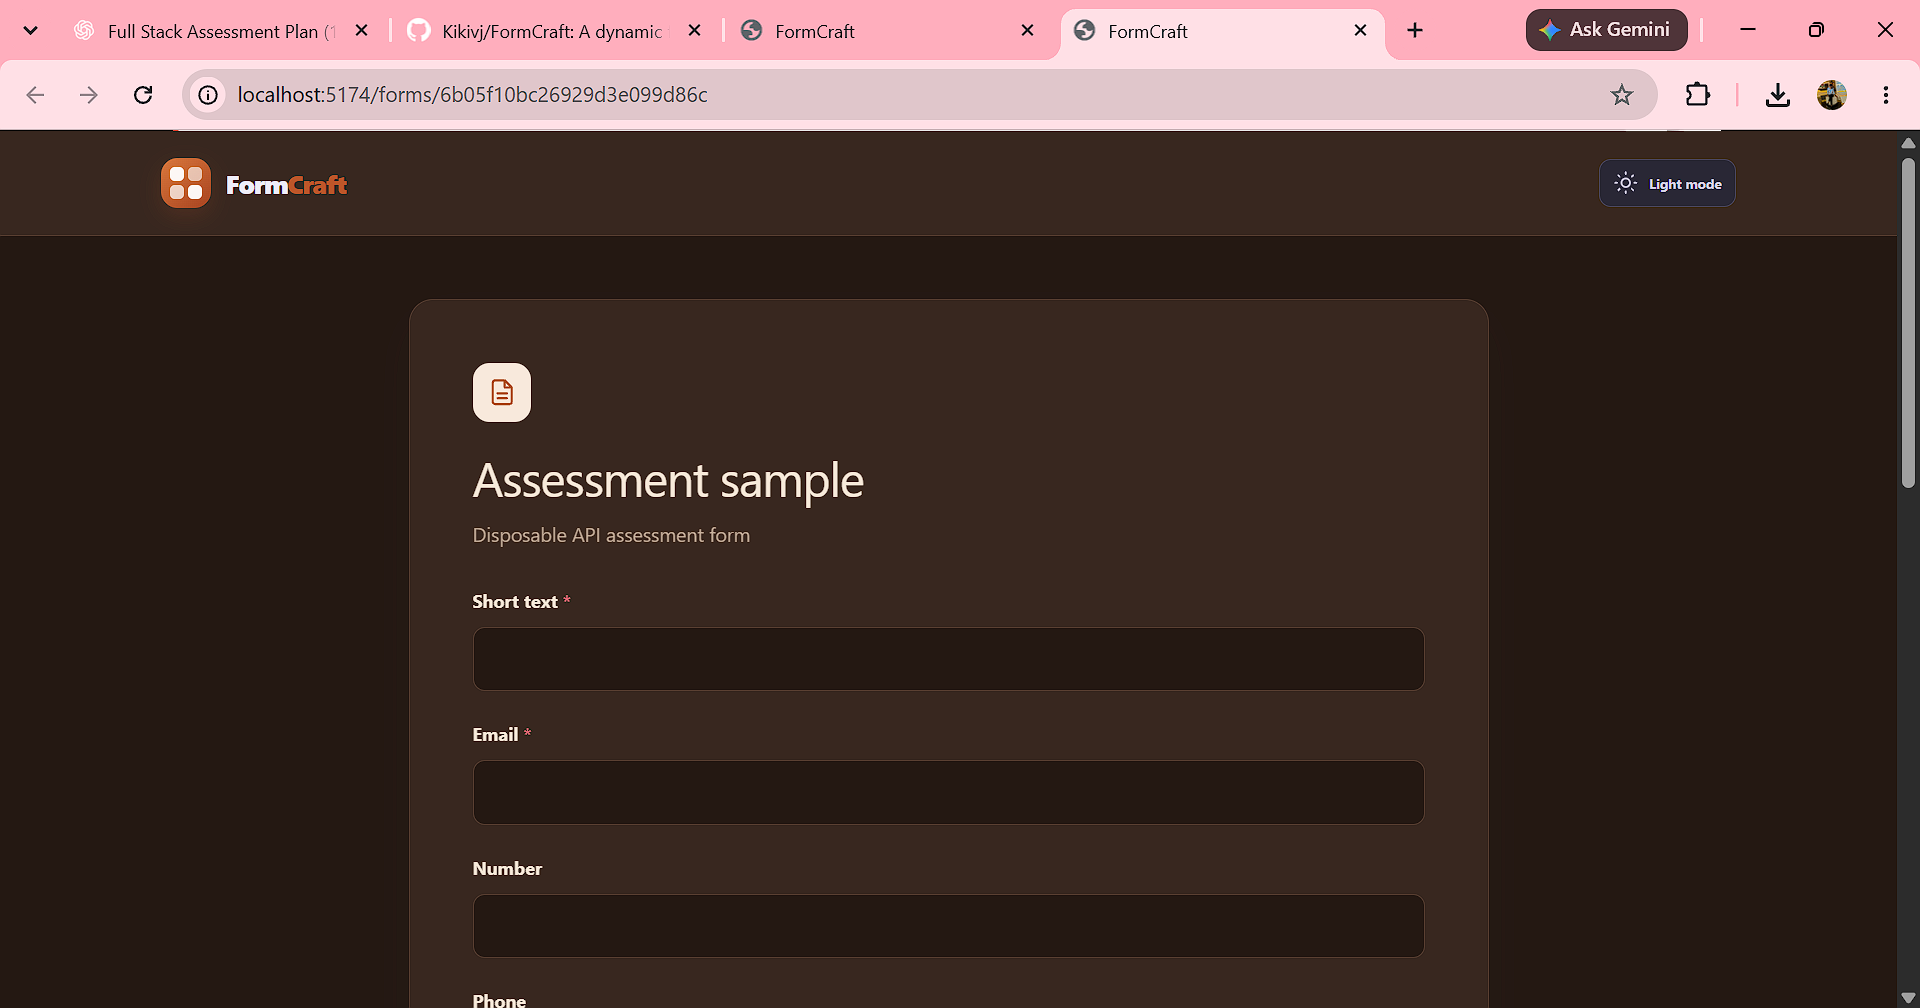 Full Stack Assessment Plan (
Kikivj/FormCraft: A dynamic
FormCraft
FormCraft
Ask Gemini
localhost:5174/forms/6b05f10bc26929d3e099d86c
FormCraft
Light mode
Assessment sample
Disposable API assessment form
Short text *
Email *
Number
Phone